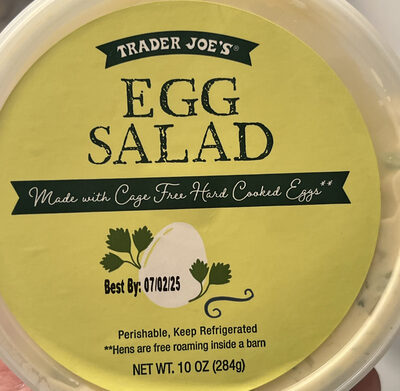 TRADER JOE'S®
EGG
SALAD
Made with Cage Free Hard Cooked Eggs**
Best By: 07/02/25
Perishable, Keep Refrigerated
**Hens are free roaming inside a barn
NET WT. 10 OZ (284g)